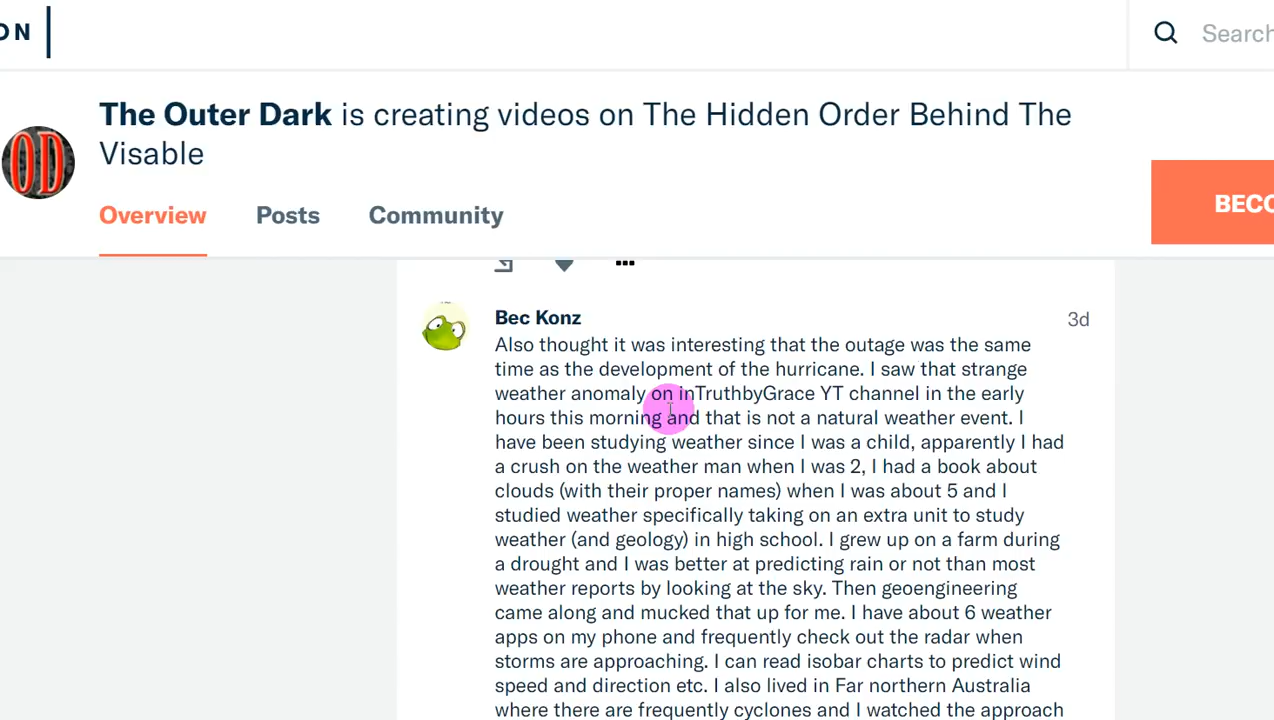 ON
Search
The Outer Dark is creating videos on The Hidden Order Behind The
Visable
OD
BECO
Overview Posts Community
Bec Konz 3d
Also thought it was interesting that the outage was the same
time as the development of the hurricane. I saw that strange
weather anomaly on inTruthbyGrace YT channel in the early
hours this morning and that is not a natural weather event. I
have been studying weather since I was a child, apparently I had
a crush on the weather man when I was 2, I had a book about
clouds (with their proper names) when I was about 5 and I
studied weather specifically taking on an extra unit to study
weather (and geology) in high school. I grew up on a farm during
a drought and I was better at predicting rain or not than most
weather reports by looking at the sky. Then geoengineering
came along and mucked that up for me. I have about 6 weather
apps on my phone and frequently check out the radar when
storms are approaching. I can read isobar charts to predict wind
speed and direction etc. I also lived in Far northern Australia
where there are frequently cyclones and I watched the approach